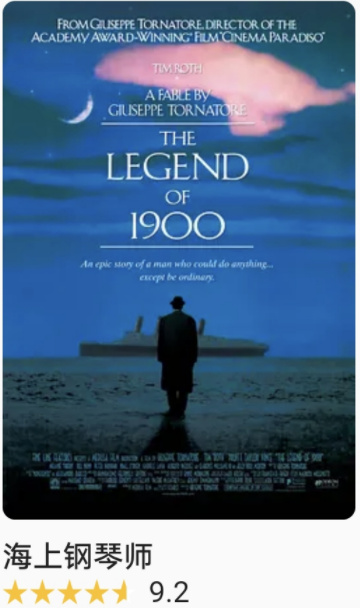 FROM GIUSEPPE TORNATORE, DIRECTOR OF THE
ACADEMY AWARD-WINNING® FILM "CINEMA PARADISO"
TIM ROTH
A FABLE BY
GIUSEPPE TORNATORE
THE
LEGEND
OF
1900
An epic story of a man who could do anything...
except be ordinary.
海上钢琴师
9.2